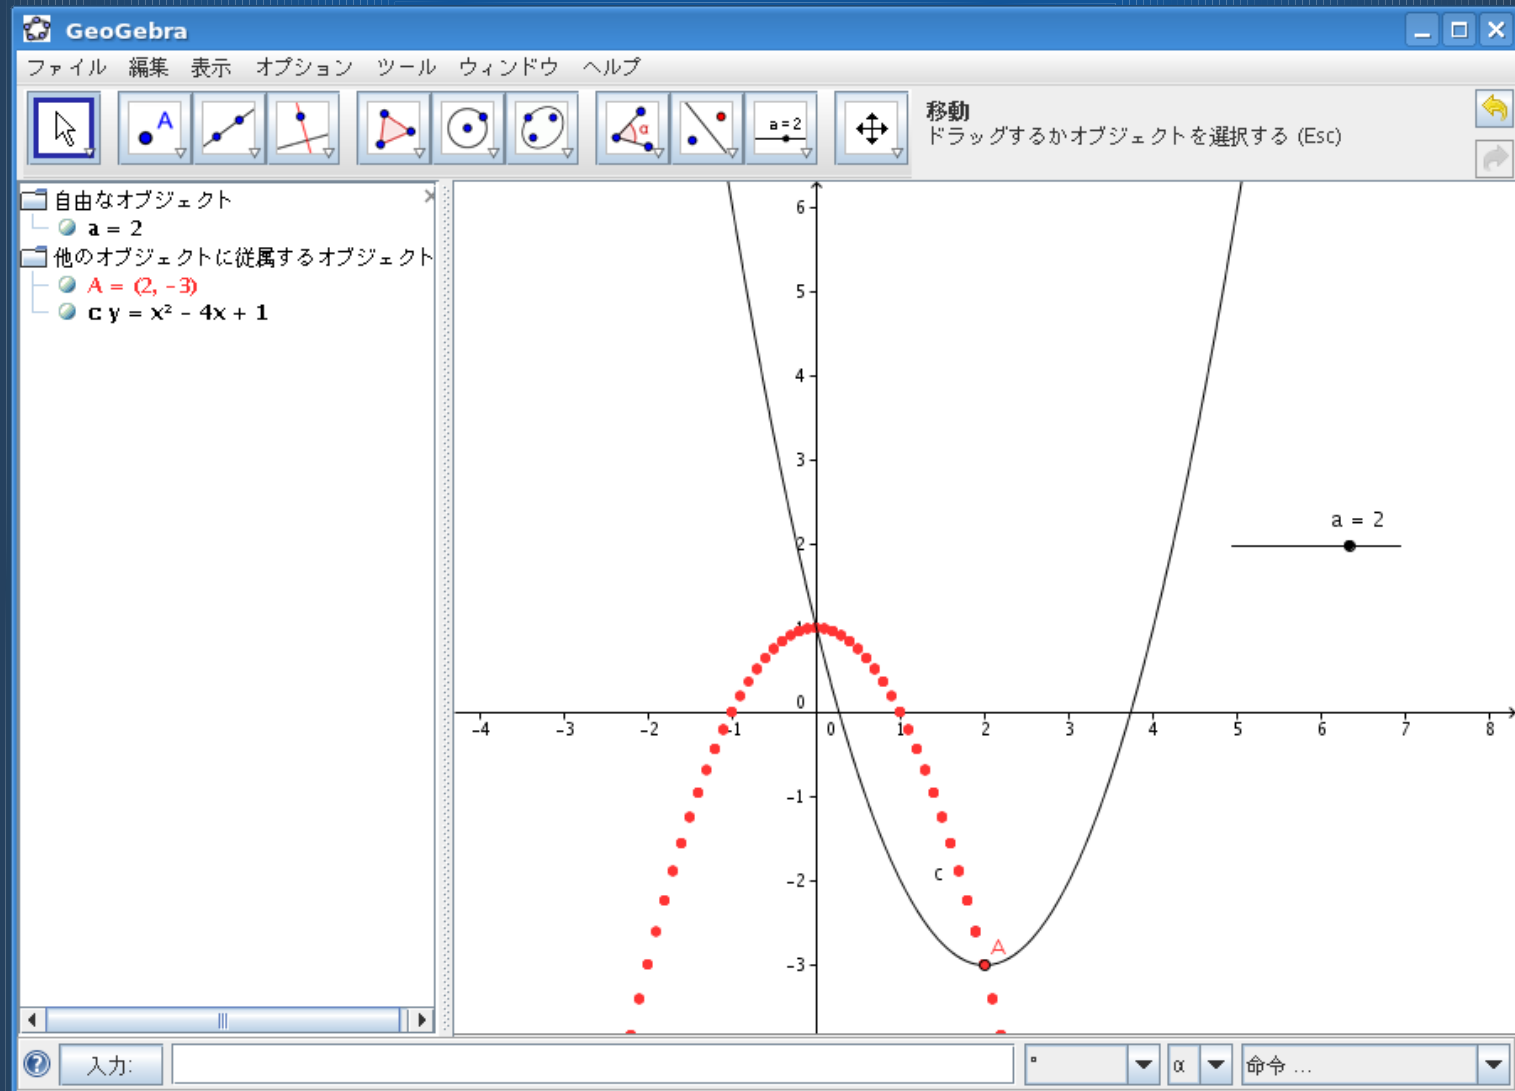 GeoGebra
ファイル 編集 表示 オプション ツール ウィンドウ ヘルプ
A
α
a=2
移動
ドラッグするかオブジェクトを選択する (Esc)
自由なオブジェクト
a = 2
他のオブジェクトに従属するオブジェクト
A = (2, -3)
c y = x² - 4x + 1
6
5
4
3
2
1
0
-4 -3 -2 -1 0 1 2 3 4 5 6 7 8
-1
-2
-3
a = 2
c
A
入力:
° α 命令 ...